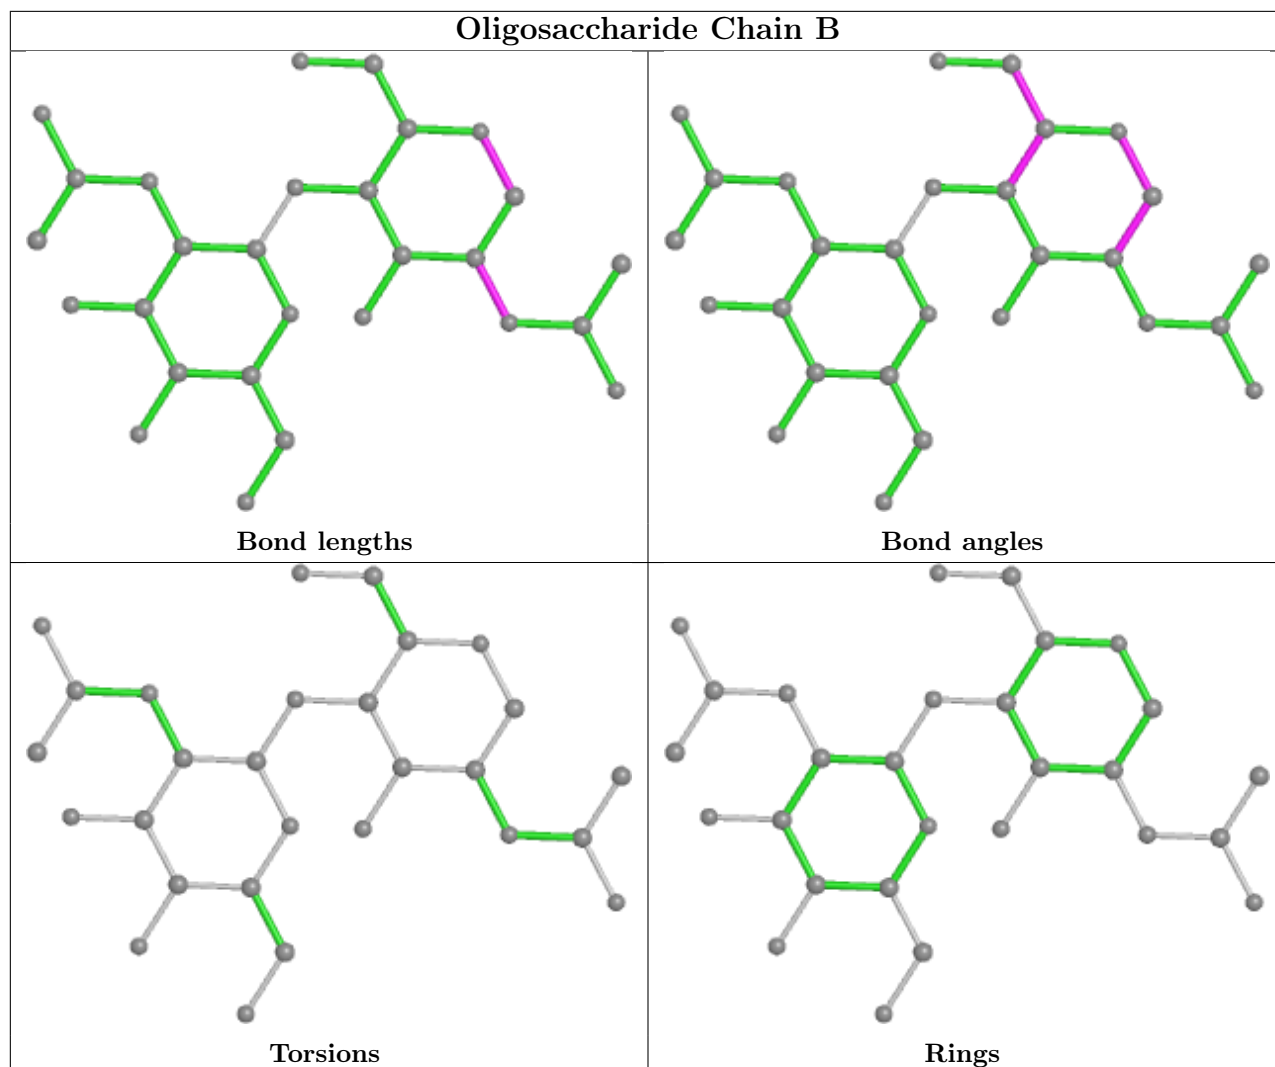 Oligosaccharide Chain B
Bond lengths
Bond angles
Torsions
Rings